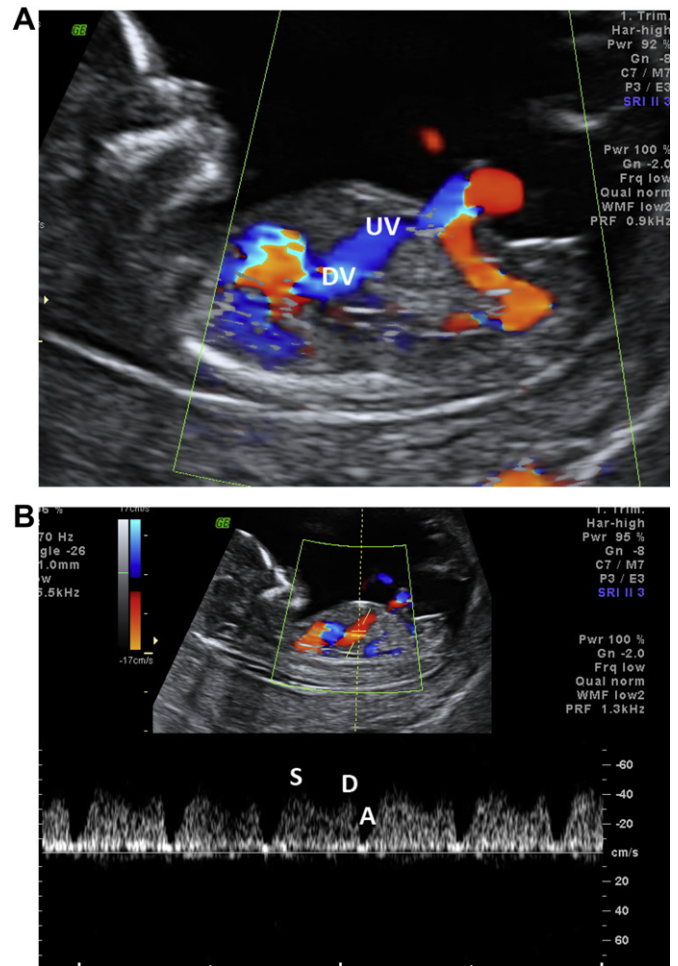 A
GE
1. Trim.
Har-high
Pwr 92 %
Gn -8
C7 / M7
P3 / E3
SRI II 3
Pwr 100 %
Gn -2.0
Frq low
Qual norm
WMF low2
PRF 0.9kHz
UV
DV
B
6 %
70 Hz
gle -26
1.0mm
ow
5.5kHz
17cm/s
-17cm/s
GE
1. Trim.
Har-high
Pwr 95 %
Gn -8
C7 / M7
P3 / E3
SRI II 3
Pwr 100 %
Gn -2.0
Frq low
Qual norm
WMF low2
PRF 1.3kHz
S
D
A
-60
-40
-20
cm/s
20
40
60